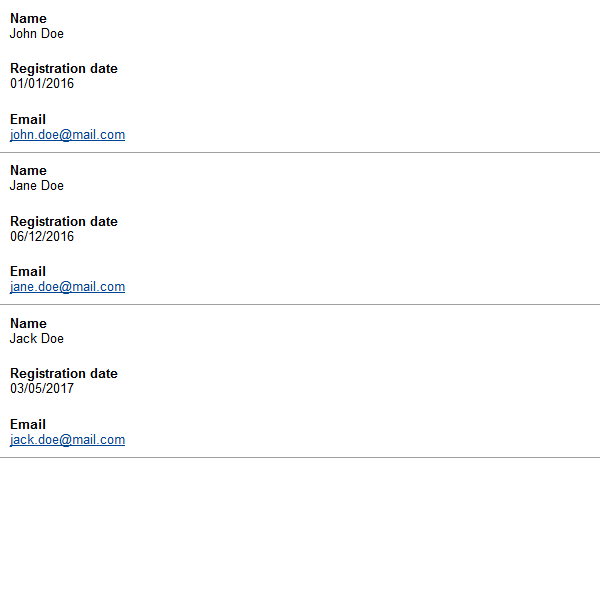 Name
John Doe
Registration date
01/01/2016
Email
john.doe@mail.com
Name
Jane Doe
Registration date
06/12/2016
Email
jane.doe@mail.com
Name
Jack Doe
Registration date
03/05/2017
Email
jack.doe@mail.com